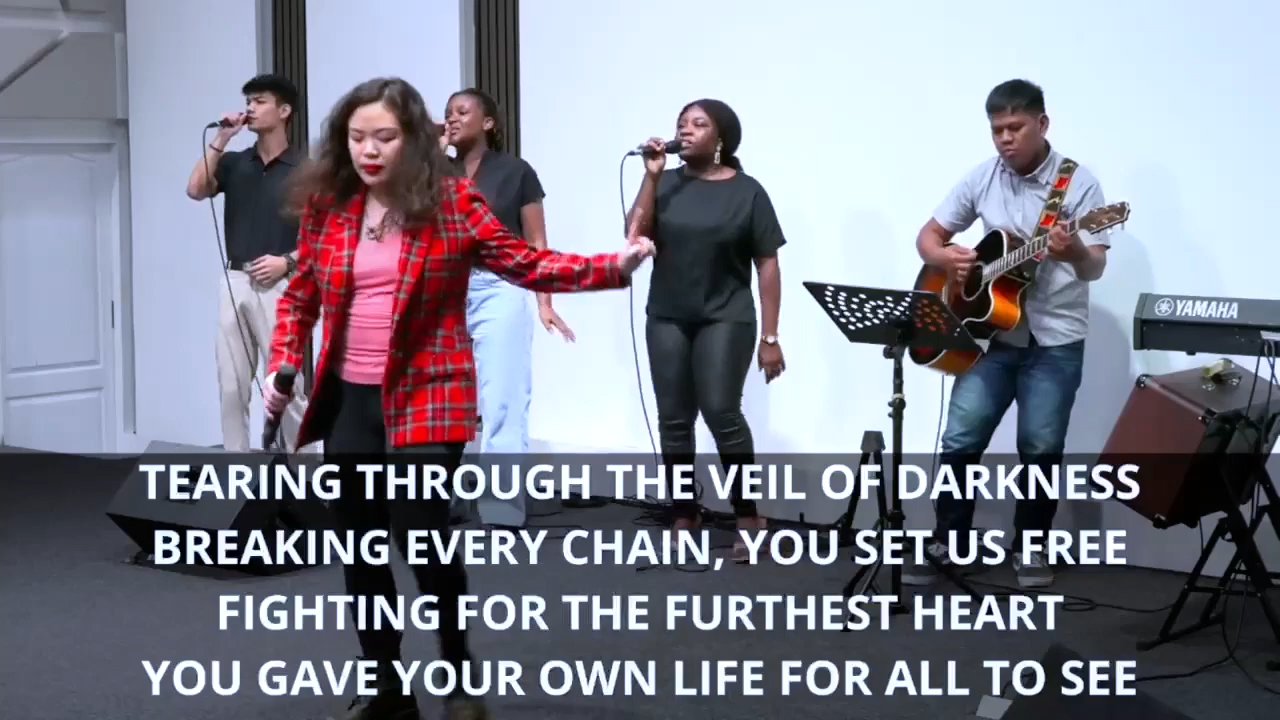 YAMAHA
TEARING THROUGH THE VEIL OF DARKNESS
BREAKING EVERY CHAIN, YOU SET US FREE
FIGHTING FOR THE FURTHEST HEART
YOU GAVE YOUR OWN LIFE FOR ALL TO SEE